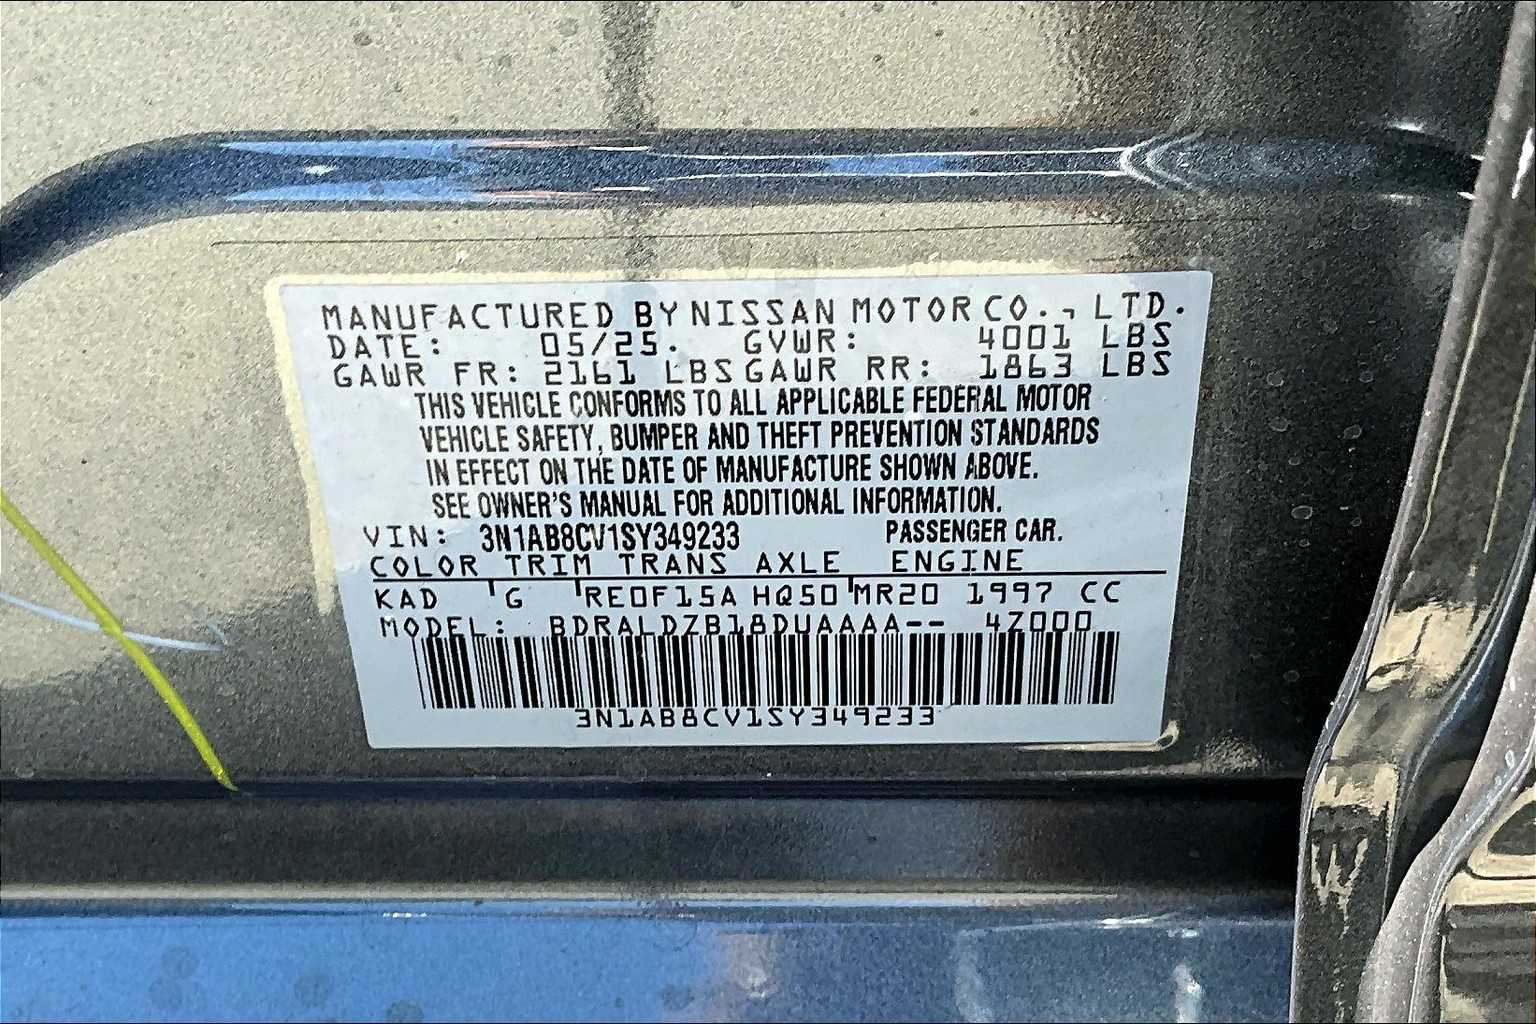 MANUFACTURED BY NISSAN MOTOR CO., LTD.
DATE: 05/25. GVWR: 4001 LBS
GAWR FR: 2161 LBS GAWR RR: 1863 LBS
THIS VEHICLE CONFORMS TO ALL APPLICABLE FEDERAL MOTOR
VEHICLE SAFETY, BUMPER AND THEFT PREVENTION STANDARDS
IN EFFECT ON THE DATE OF MANUFACTURE SHOWN ABOVE.
SEE OWNER'S MANUAL FOR ADDITIONAL INFORMATION.
VIN: 3N1AB8CV1SY349233 PASSENGER CAR.
COLOR TRIM TRANS AXLE ENGINE
KAD G RE0F15A HQ50 MR20 1997 CC
MODEL: BDRALDZB18DUAAAA-- 4Z000
3N1AB8CV1SY349233